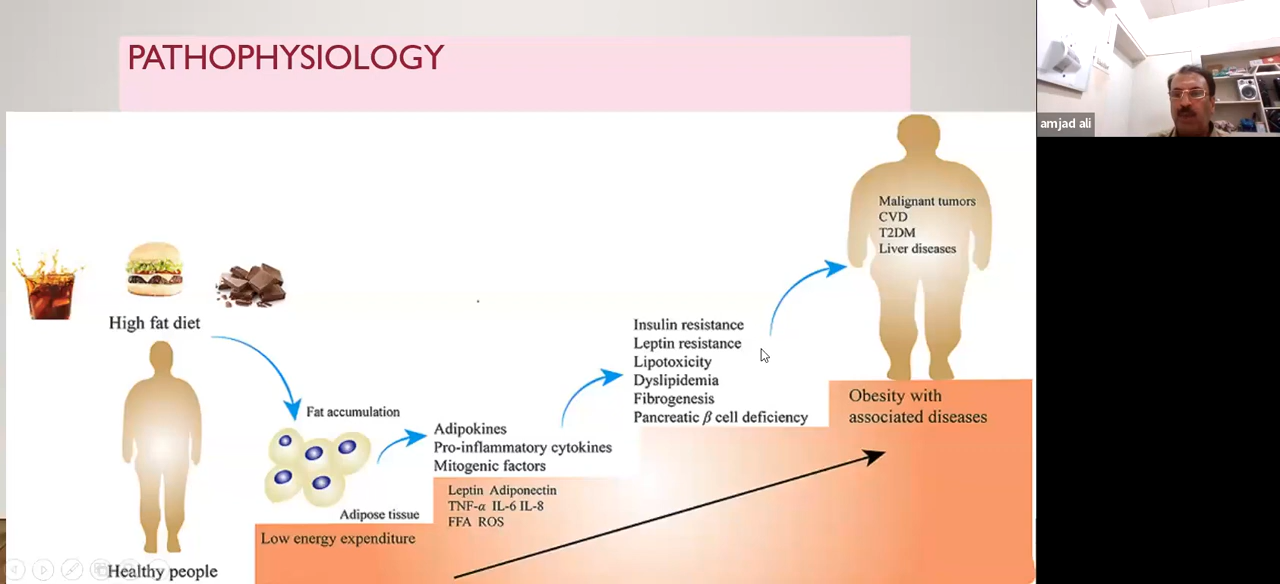 PATHOPHYSIOLOGY
amjad ali
High fat diet
Healthy people
Fat accumulation
Adipose tissue
Low energy expenditure
Adipokines
Pro-inflammatory cytokines
Mitogenic factors
Leptin Adiponectin
TNF-α IL-6 IL-8
FFA ROS
Insulin resistance
Leptin resistance
Lipotoxicity
Dyslipidemia
Fibrogenesis
Pancreatic β cell deficiency
Malignant tumors
CVD
T2DM
Liver diseases
Obesity with
associated diseases